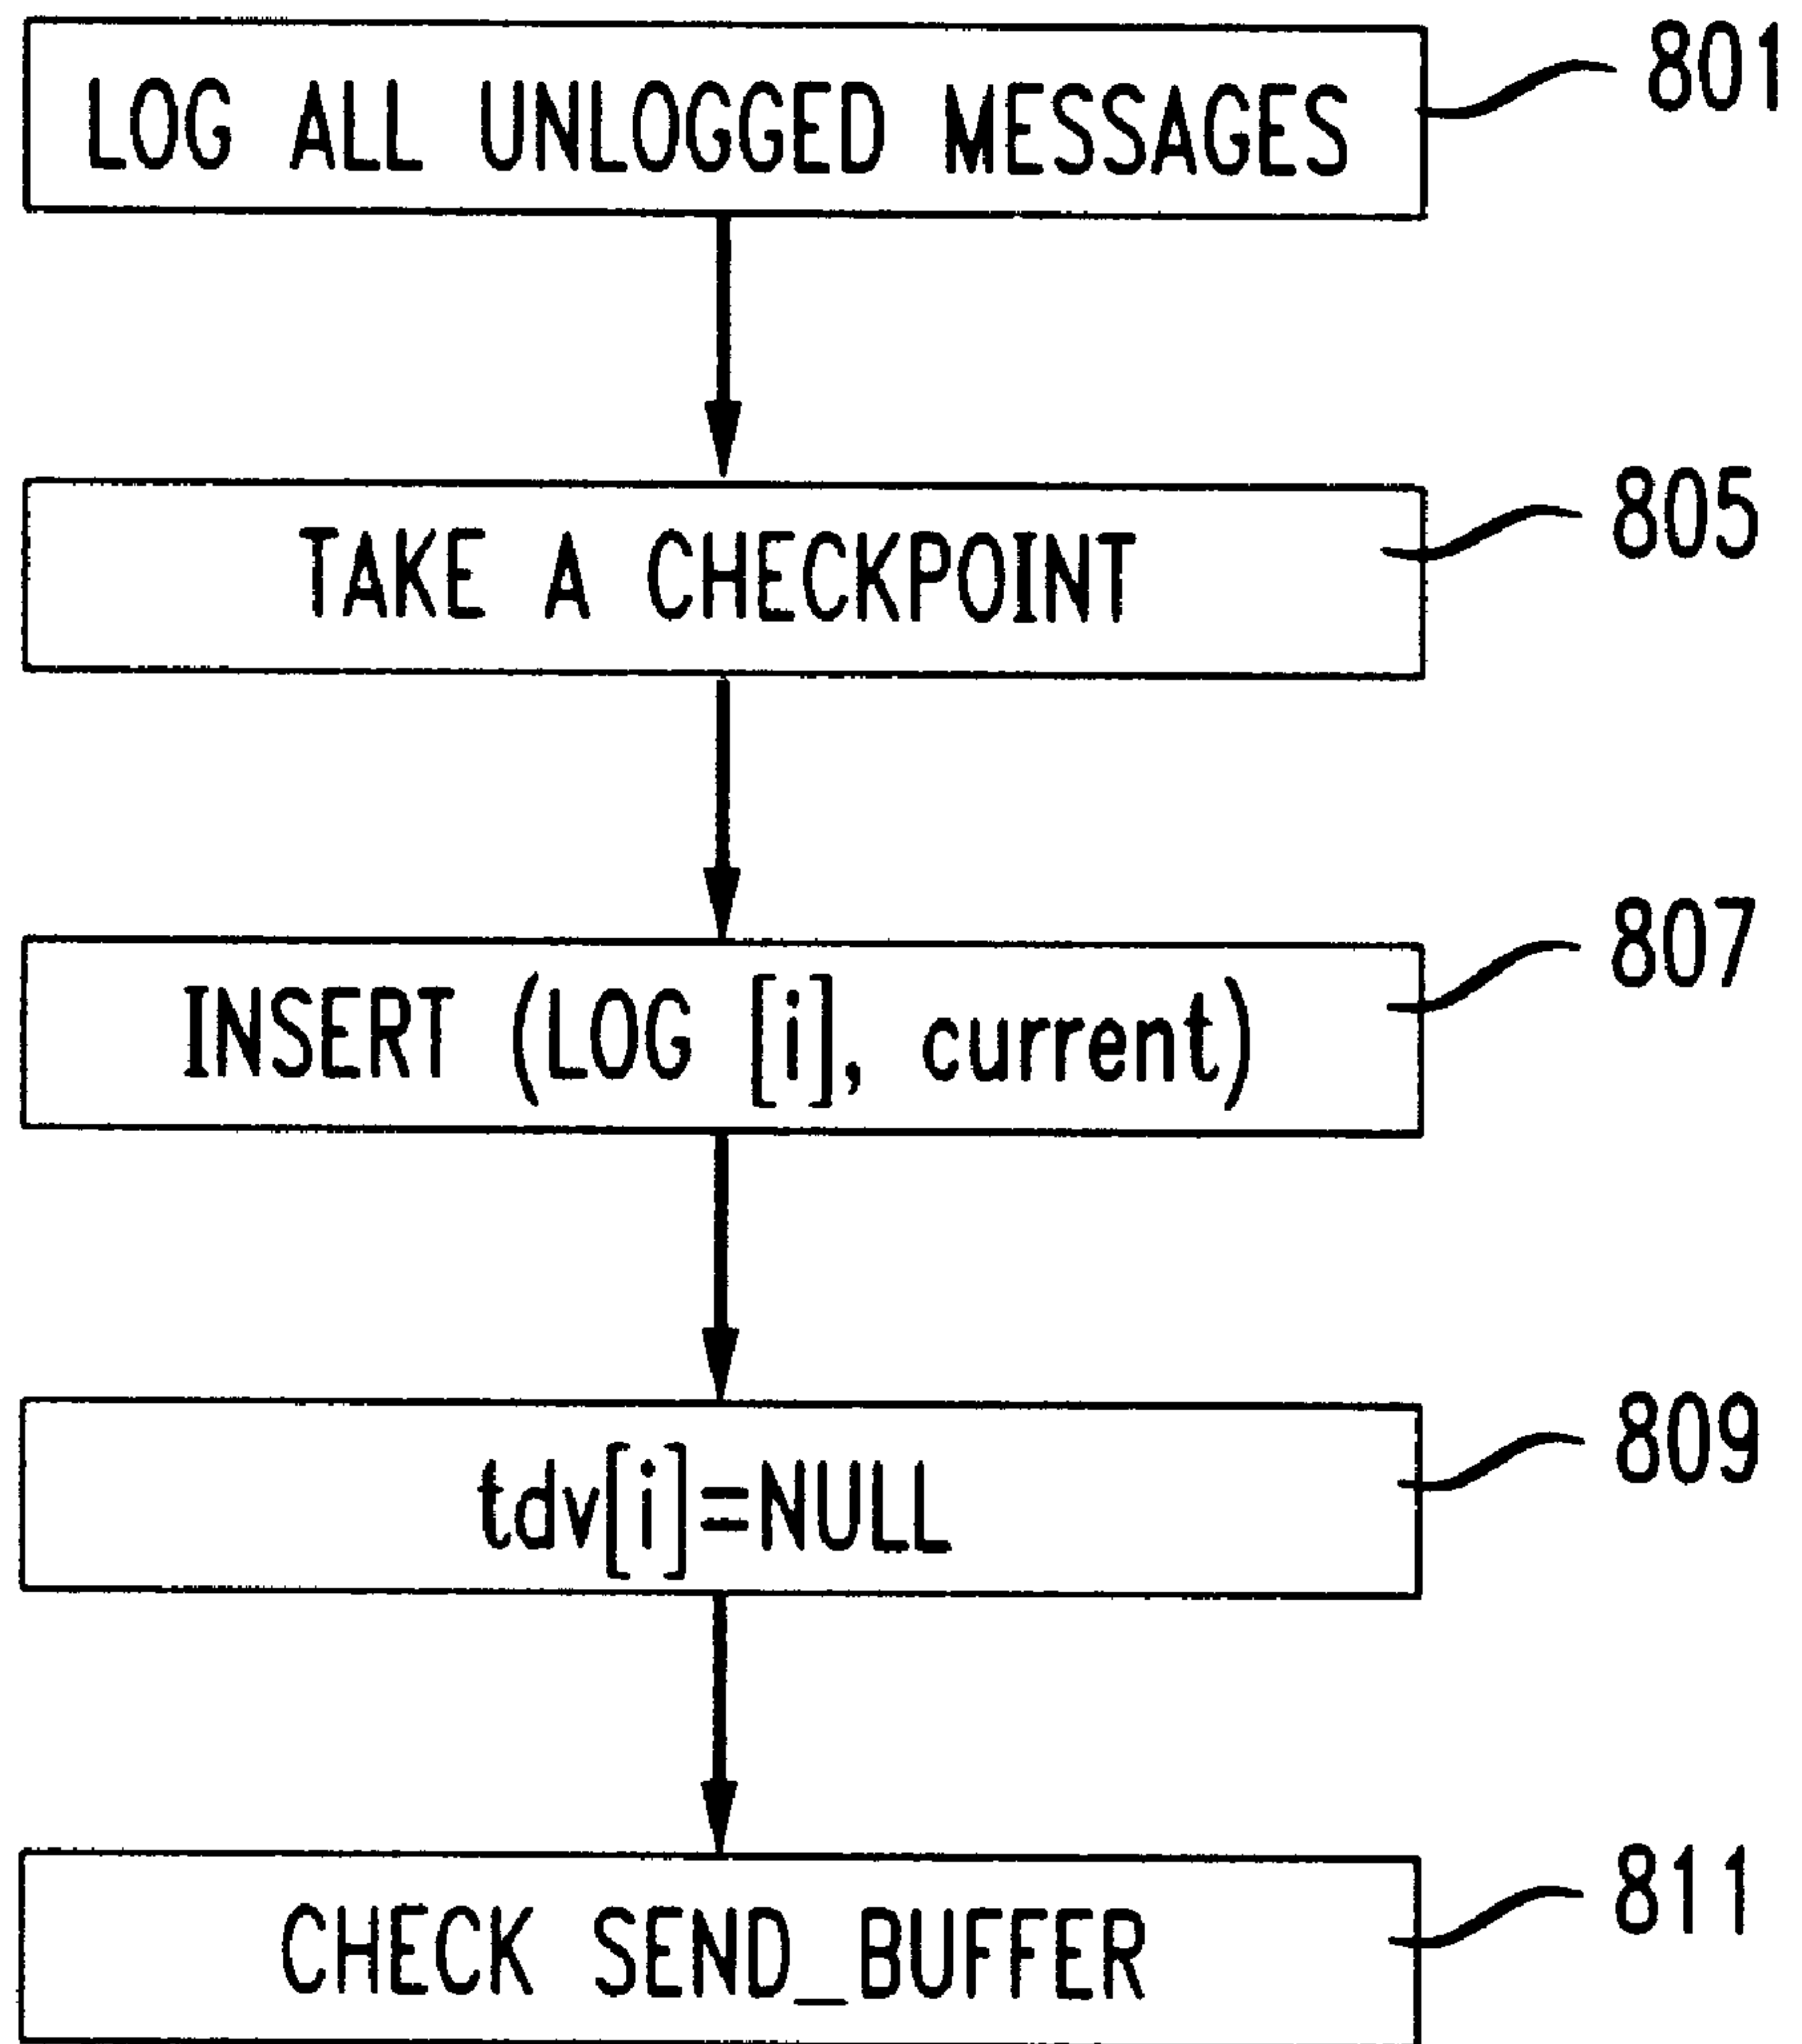 LOG ALL UNLOGGED MESSAGES
801
TAKE A CHECKPOINT
805
INSERT (LOG [i], current)
807
tdv[i]=NULL
809
CHECK SEND_BUFFER
811